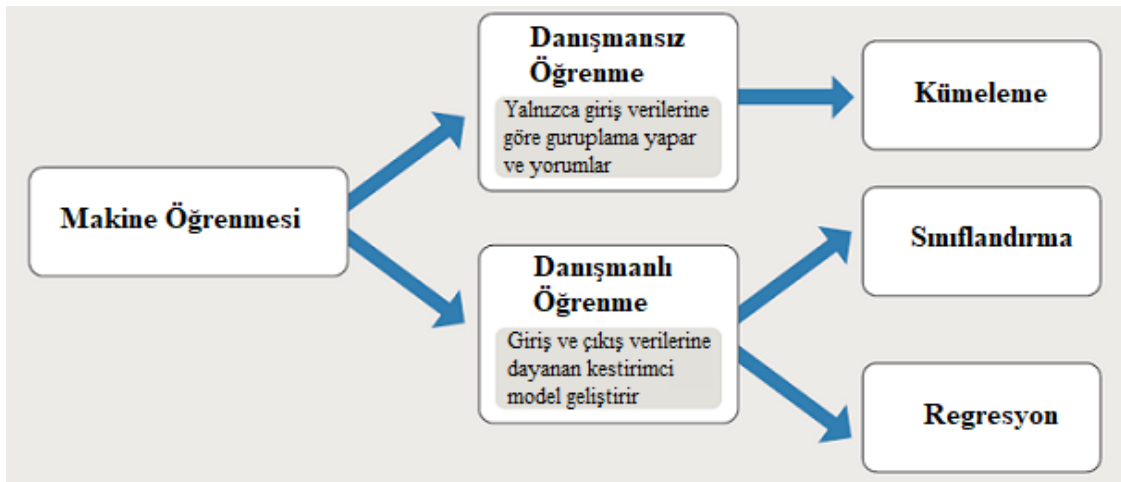 Makine Öğrenmesi
Danışmansız
Öğrenme
Yalnızca giriş verilerine
göre guruplama yapar
ve yorumlar
Kümeleme
Danışmanlı
Öğrenme
Giriş ve çıkış verilerine
dayanan kestirimci
model geliştirir
Sınıflandırma
Regresyon